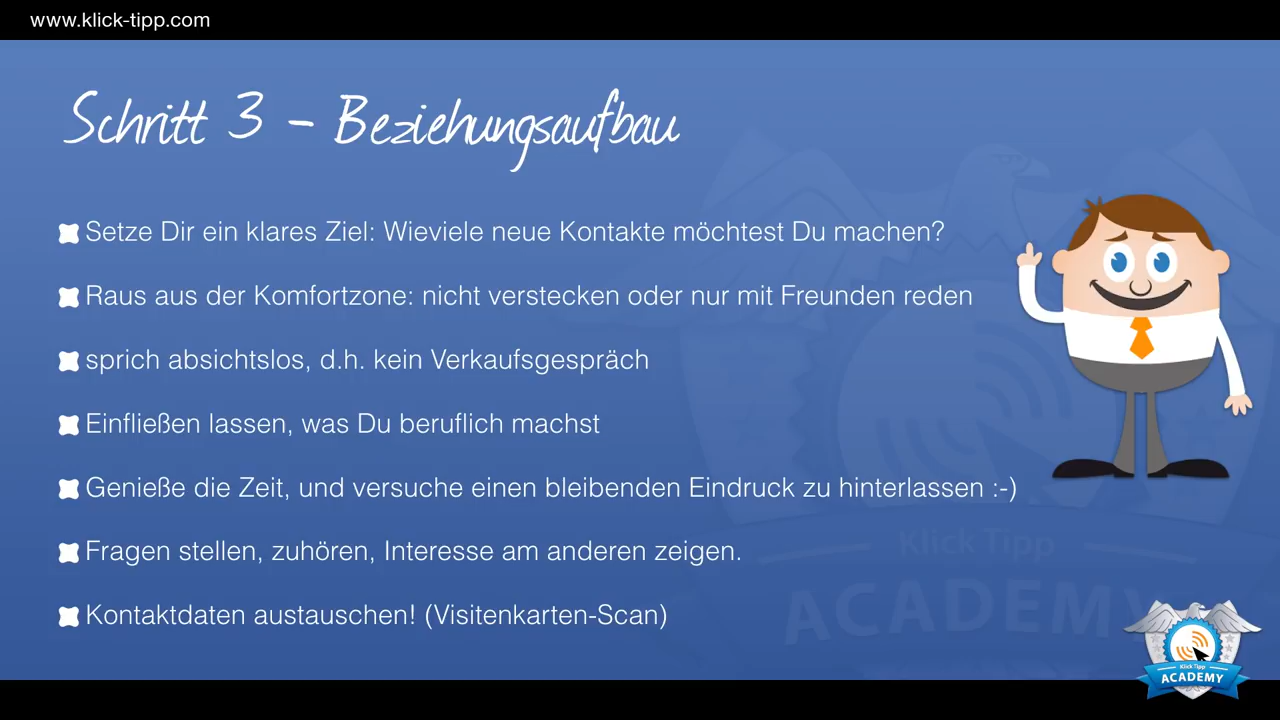 www.klick-tipp.com
Schritt 3 - Beziehungsaufbau
Setze Dir ein klares Ziel: Wieviele neue Kontakte möchtest Du machen?
Raus aus der Komfortzone: nicht verstecken oder nur mit Freunden reden
sprich absichtslos, d.h. kein Verkaufsgespräch
Einfließen lassen, was Du beruflich machst
Genieße die Zeit, und versuche einen bleibenden Eindruck zu hinterlassen :-)
Fragen stellen, zuhören, Interesse am anderen zeigen.
Kontaktdaten austauschen! (Visitenkarten-Scan)
Klick Tipp
ACADEMY
Klick Tipp
ACADEMY